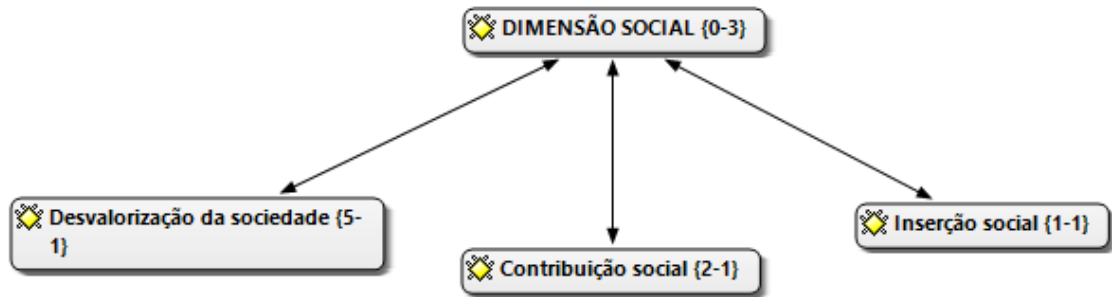 DIMENSÃO SOCIAL {0-3}
Desvalorização da sociedade {5-
1}
Contribuição social {2-1}
Inserção social {1-1}